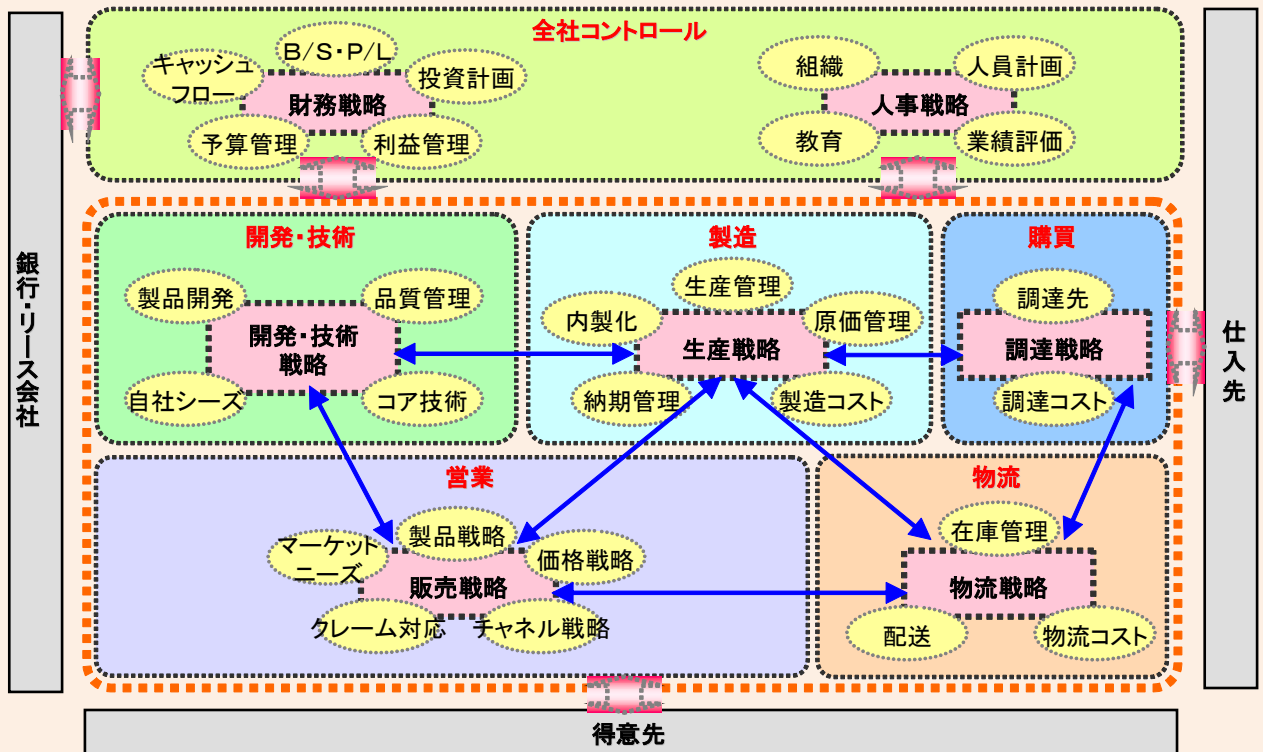 全社コントロール
B/S・P/L
キャッシュ
フロー
投資計画
財務戦略
予算管理
利益管理
組織
人員計画
人事戦略
教育
業績評価
銀行・リース会社
仕入先
開発・技術
製品開発
品質管理
開発・技術
戦略
自社シーズ
コア技術
製造
生産管理
内製化
原価管理
生産戦略
納期管理
製造コスト
購買
調達先
調達戦略
調達コスト
営業
製品戦略
マーケット
ニーズ
価格戦略
販売戦略
クレーム対応
チャネル戦略
物流
在庫管理
物流戦略
配送
物流コスト
得意先